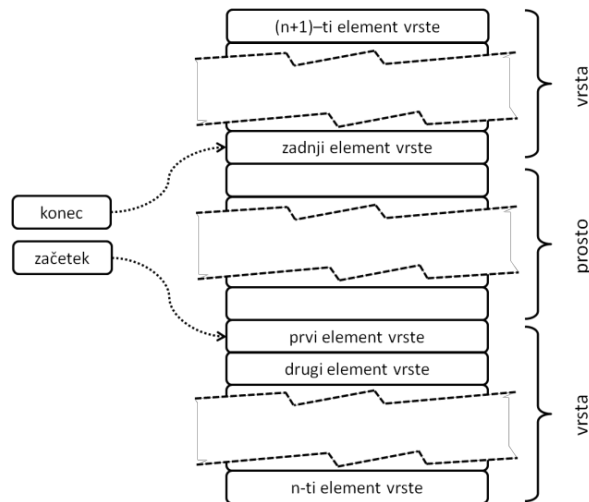 (n+1)–ti element vrste
vrsta
zadnji element vrste
konec
začetek
prosto
prvi element vrste
drugi element vrste
vrsta
n-ti element vrste